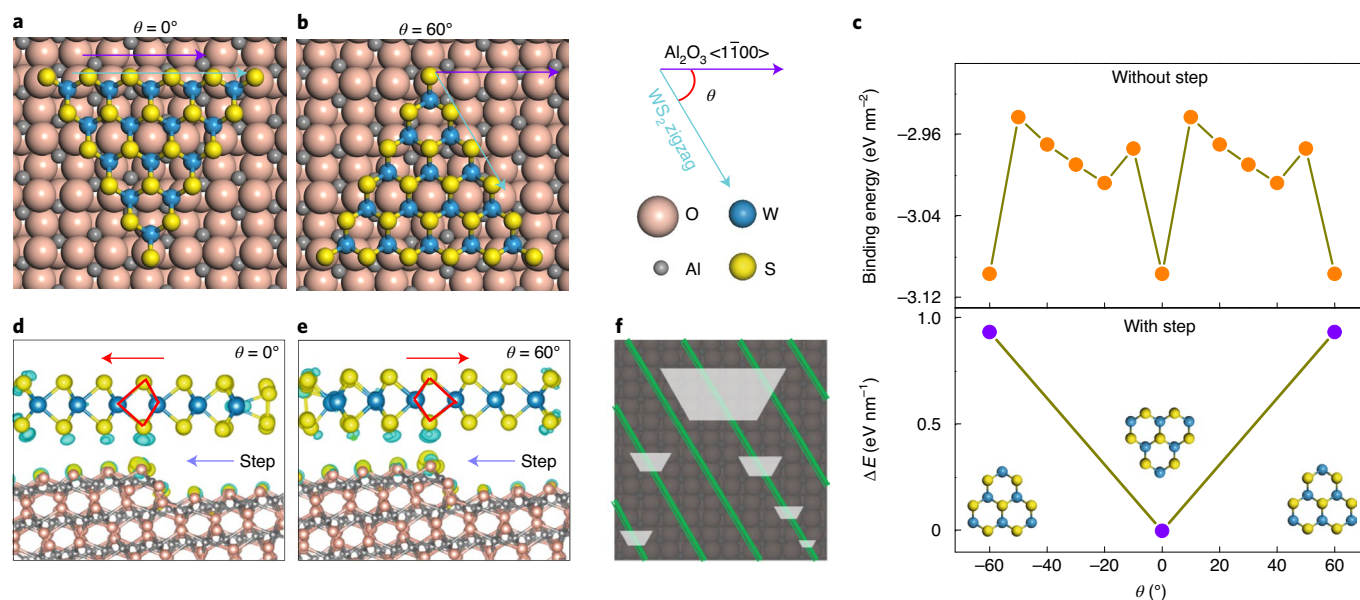 a
θ = 0°
b
θ = 60°
Al₂O₃ <11̄00>
θ
WS₂ zigzag
O
W
Al
S
c
Without step
Binding energy (eV nm⁻²)
−2.96
−3.04
−3.12
With step
ΔE (eV nm⁻¹)
1.0
0.5
0
−60
−40
−20
0
20
40
60
θ (°)
d
θ = 0°
Step
e
θ = 60°
Step
f